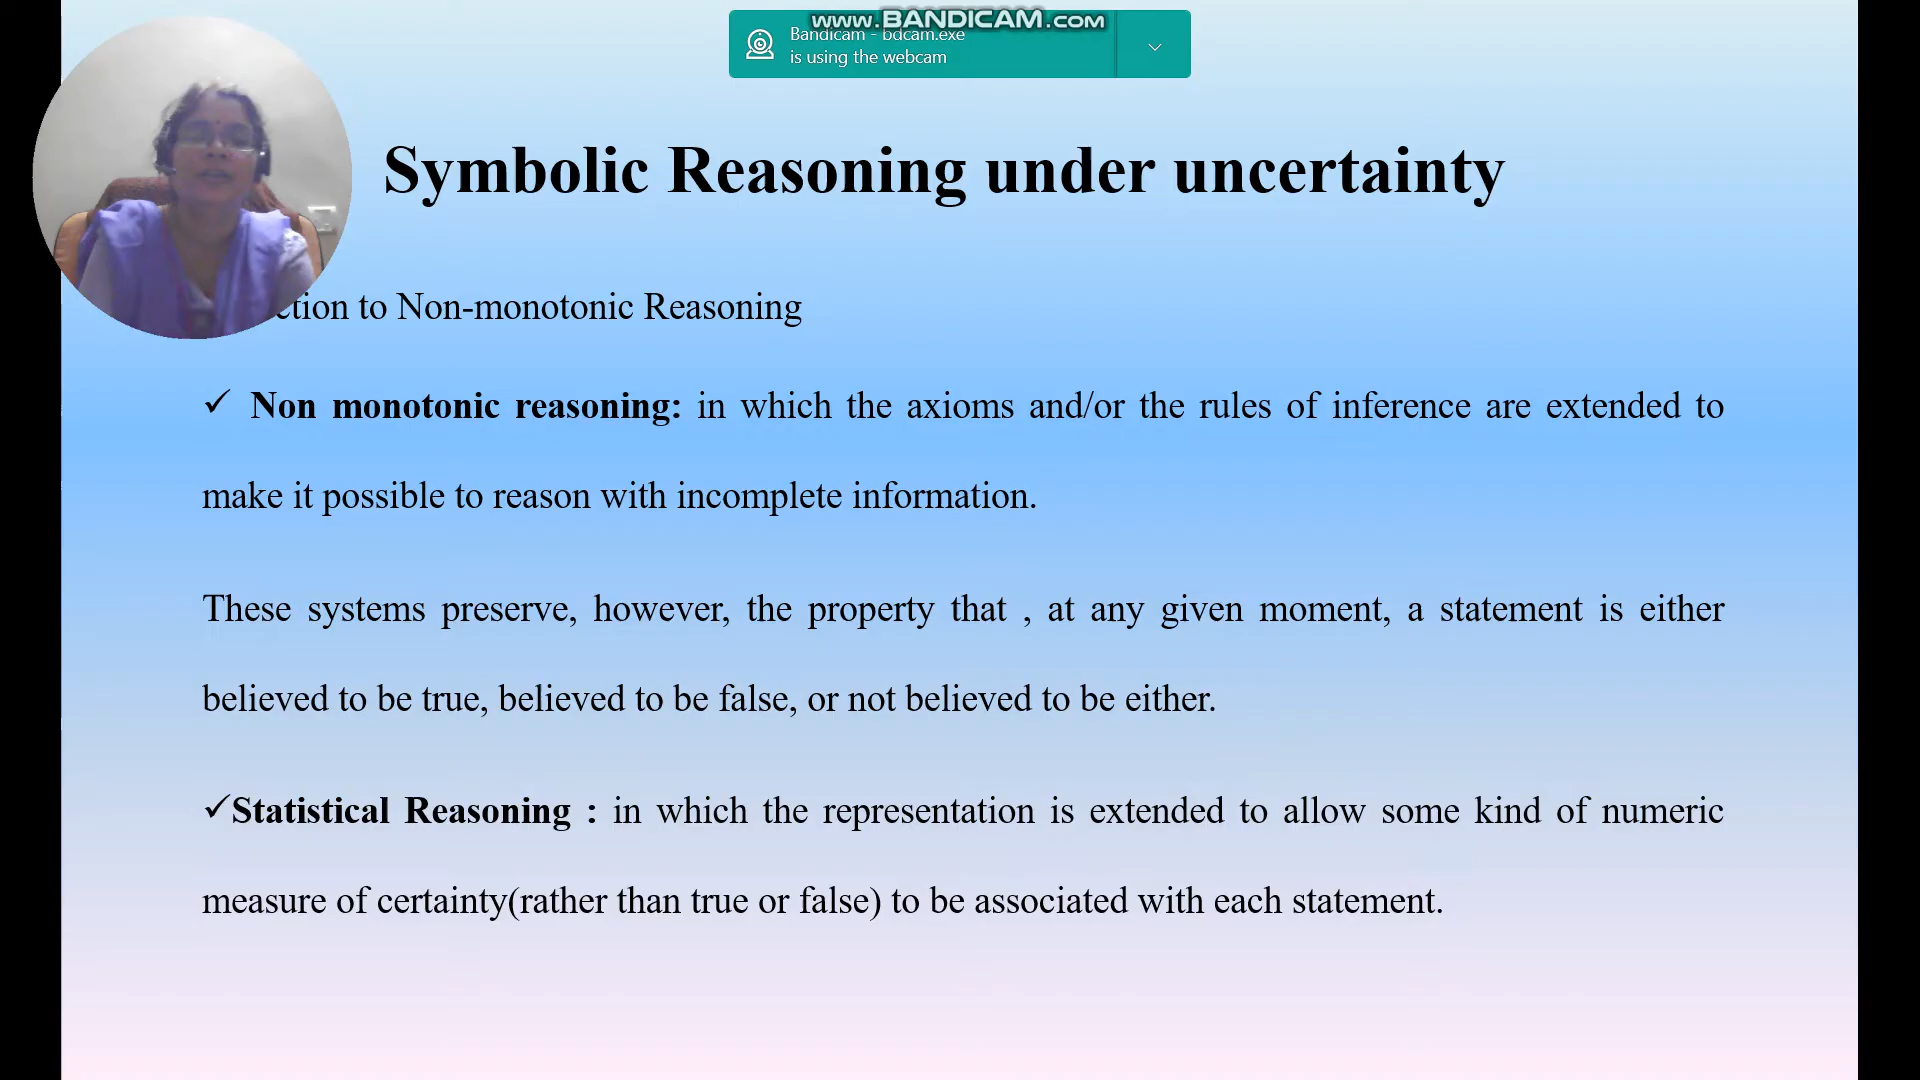 www.BANDICAM.com
Bandicam - bdcam.exe
is using the webcam
Symbolic Reasoning under uncertainty
to Non-monotonic Reasoning
✓ Non monotonic reasoning: in which the axioms and/or the rules of inference are extended to
make it possible to reason with incomplete information.
These systems preserve, however, the property that , at any given moment, a statement is either
believed to be true, believed to be false, or not believed to be either.
✓Statistical Reasoning : in which the representation is extended to allow some kind of numeric
measure of certainty(rather than true or false) to be associated with each statement.